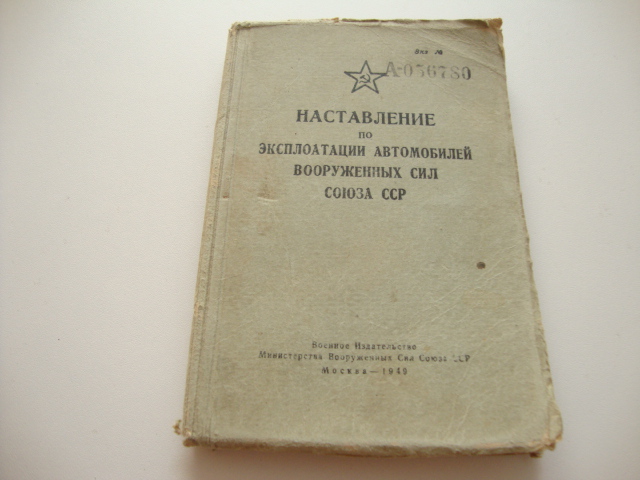 Экз №
А-036780
НАСТАВЛЕНИЕ
ПО
ЭКСПЛОАТАЦИИ АВТОМОБИЛЕЙ
ВООРУЖЕННЫХ СИЛ
СОЮЗА ССР
Военное Издательство
Министерства Вооруженных Сил Союза ССР
Москва — 1949